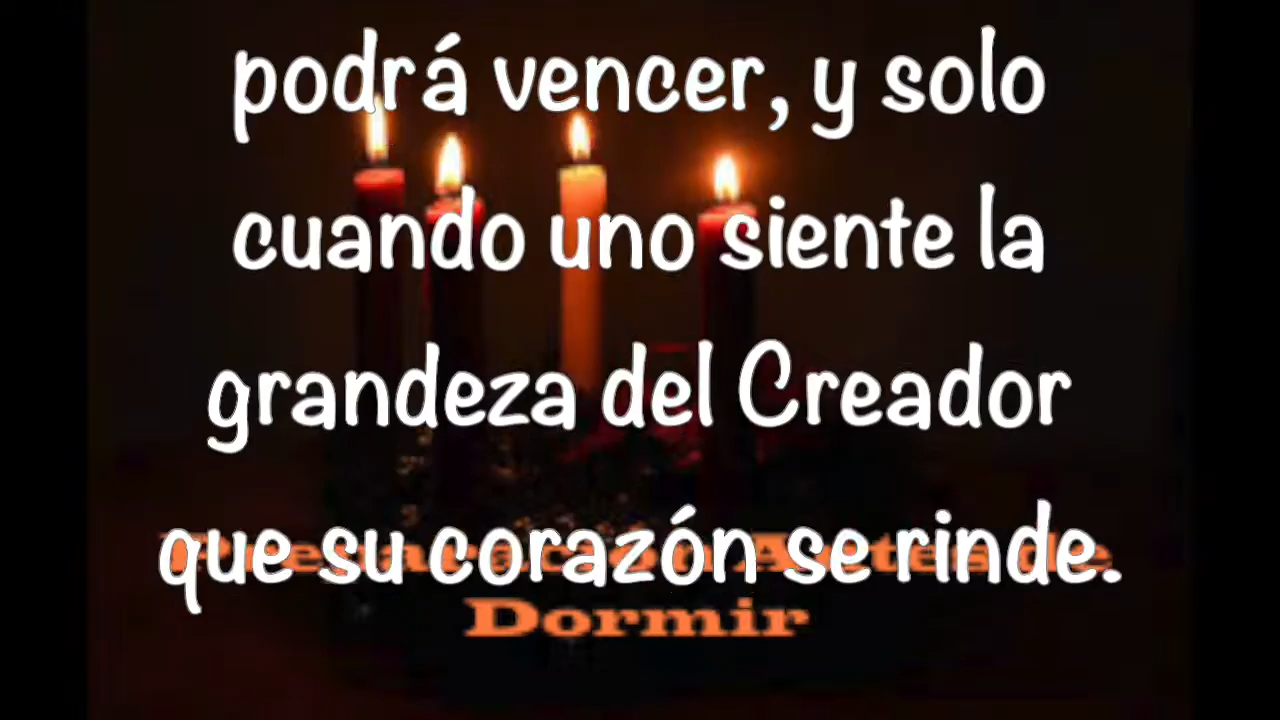 podrá vencer, y solo
cuando uno siente la
grandeza del Creador
que su corazón se rinde.
Dormir